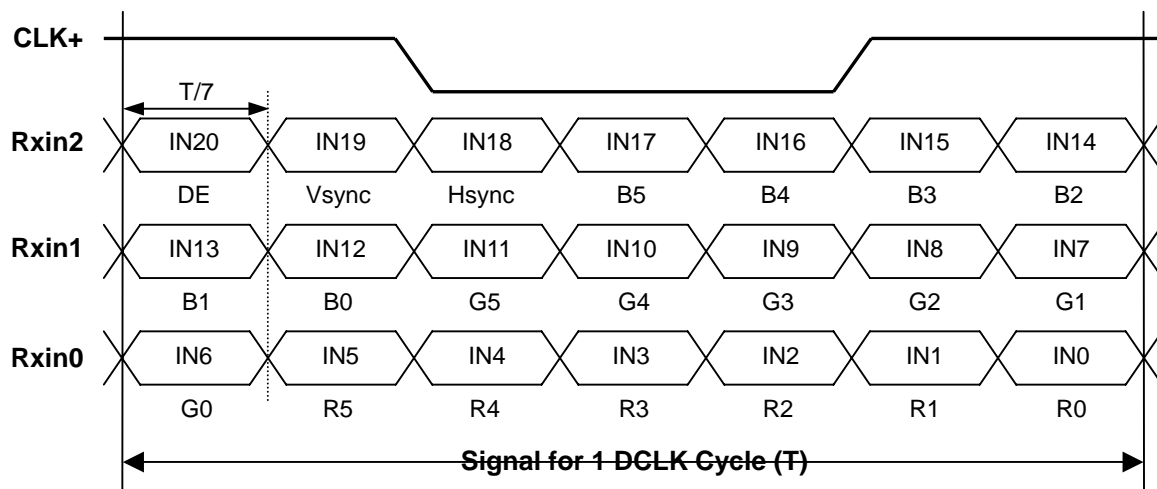 CLK+
T/7
Rxin2 IN20 IN19 IN18 IN17 IN16 IN15 IN14
DE Vsync Hsync B5 B4 B3 B2
Rxin1 IN13 IN12 IN11 IN10 IN9 IN8 IN7
B1 B0 G5 G4 G3 G2 G1
Rxin0 IN6 IN5 IN4 IN3 IN2 IN1 IN0
G0 R5 R4 R3 R2 R1 R0
Signal for 1 DCLK Cycle (T)